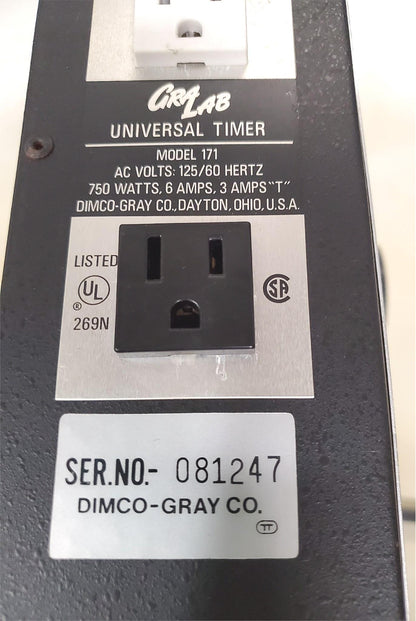 GRALAB
UNIVERSAL TIMER
MODEL 171
AC VOLTS: 125/60 HERTZ
750 WATTS, 6 AMPS, 3 AMPS "T"
DIMCO-GRAY CO., DAYTON, OHIO, U.S.A.
LISTED
UL
®
269N
SA
SER.NO.- 081247
DIMCO-GRAY CO.